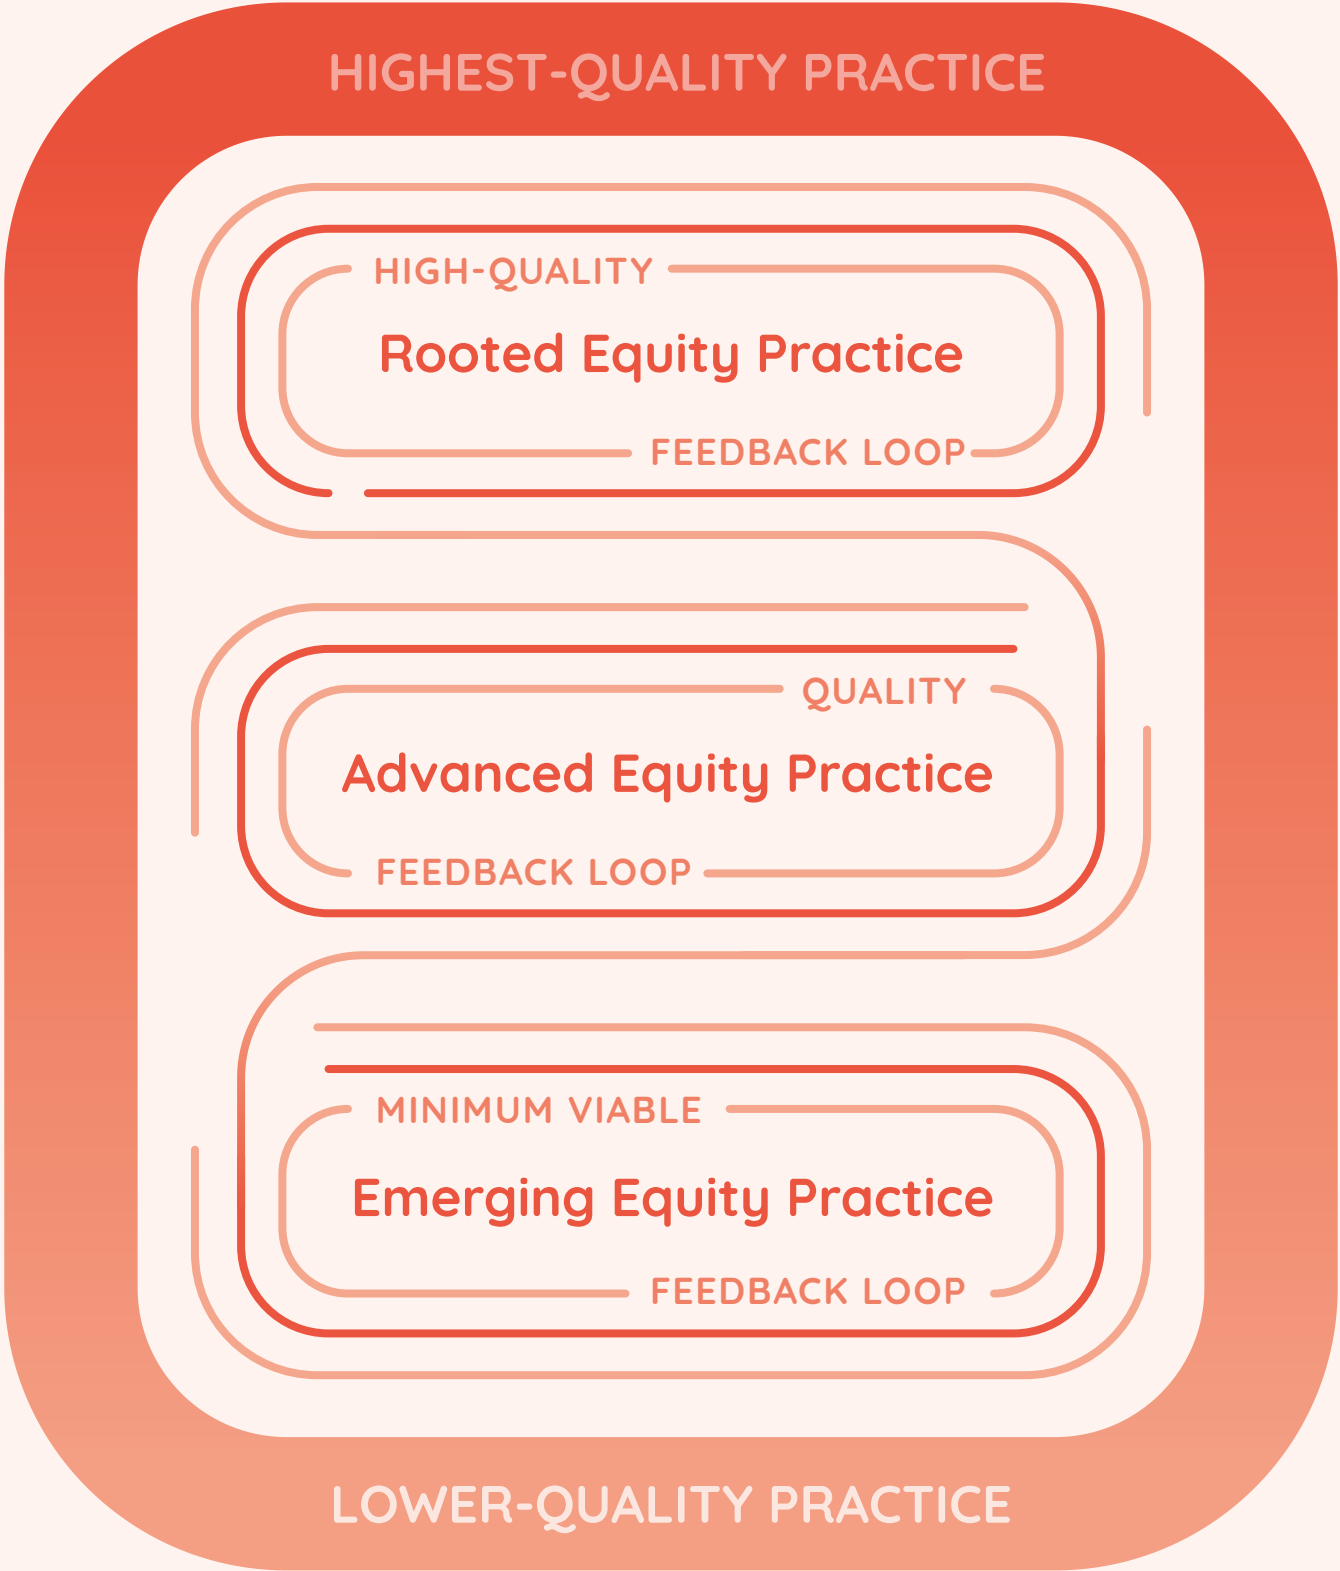 HIGHEST-QUALITY PRACTICE
HIGH-QUALITY
Rooted Equity Practice
FEEDBACK LOOP
QUALITY
Advanced Equity Practice
FEEDBACK LOOP
MINIMUM VIABLE
Emerging Equity Practice
FEEDBACK LOOP
LOWER-QUALITY PRACTICE